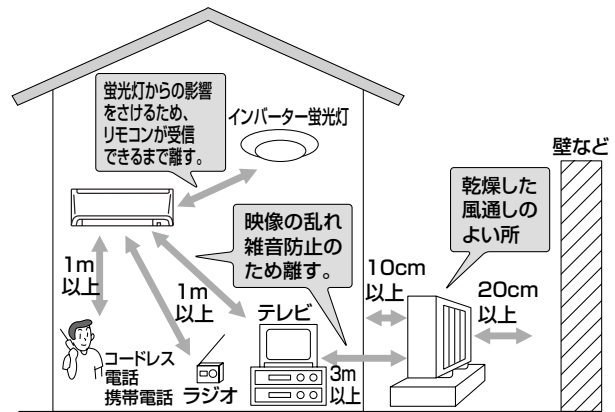 蛍光灯からの影響
をさけるため、
リモコンが受信
できるまで離す。
インバーター蛍光灯
壁など
乾燥した
風通しの
よい所
映像の乱れ
雑音防止の
ため離す。
1m
以上
1m
以上
テレビ
10cm
以上
20cm
以上
コードレス
電話
携帯電話
ラジオ
3m
以上